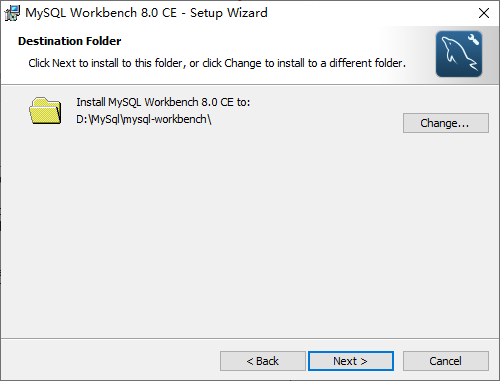 MySQL Workbench 8.0 CE - Setup Wizard
Destination Folder
Click Next to install to this folder, or click Change to install to a different folder.
Install MySQL Workbench 8.0 CE to:
D:\MySql\mysql-workbench\
Change...
< Back
Next >
Cancel